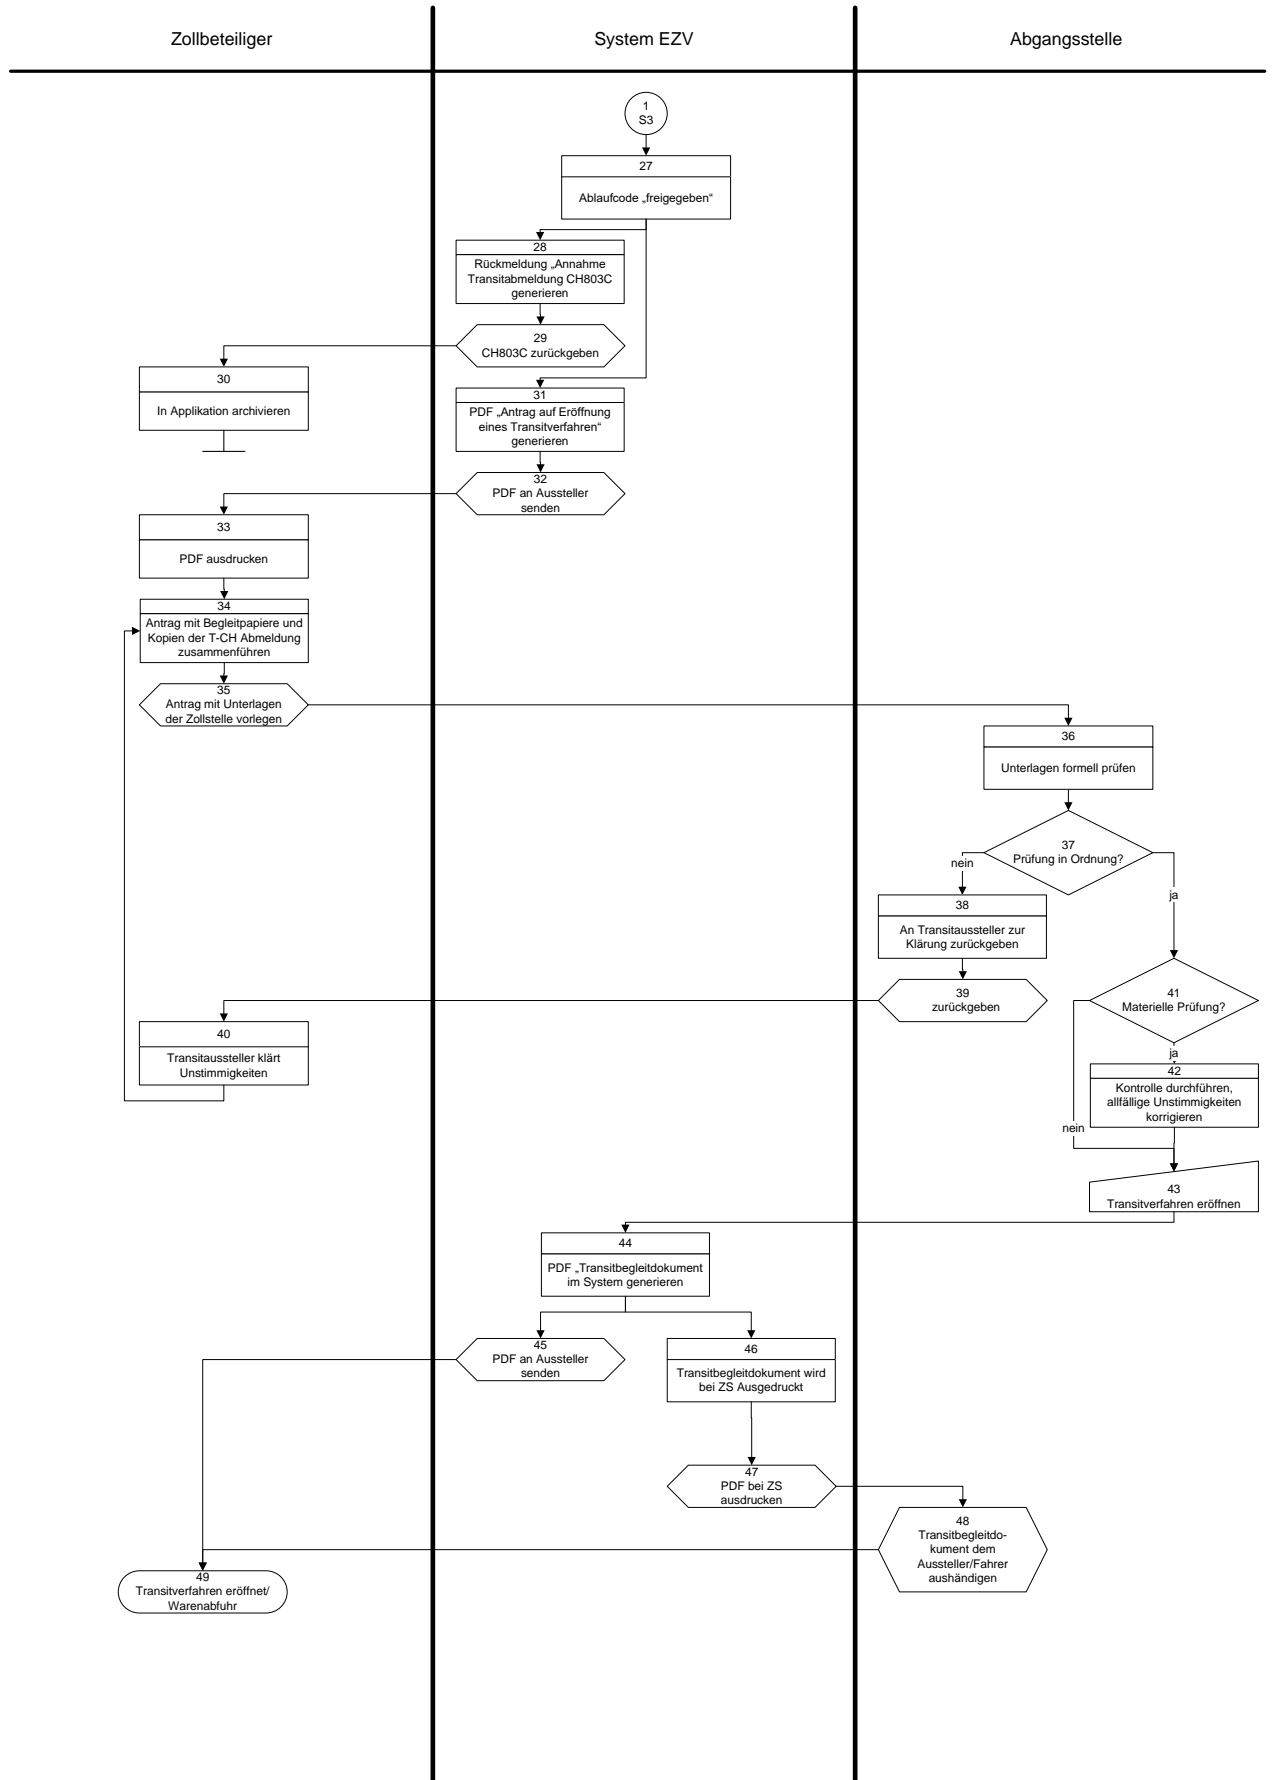 Zollbeteiliger
System EZV
Abgangsstelle
1
S3
27
Ablaufcode „freigegeben“
28
Rückmeldung „Annahme
Transitabmeldung CH803C
generieren
29
CH803C zurückgeben
30
In Applikation archivieren
31
PDF „Antrag auf Eröffnung
eines Transitverfahren“
generieren
32
PDF an Aussteller
senden
33
PDF ausdrucken
34
Antrag mit Begleitpapiere und
Kopien der T-CH Abmeldung
zusammenführen
35
Antrag mit Unterlagen
der Zollstelle vorlegen
36
Unterlagen formell prüfen
37
Prüfung in Ordnung?
nein
ja
38
An Transitaussteller zur
Klärung zurückgeben
39
zurückgeben
40
Transitaussteller klärt
Unstimmigkeiten
41
Materielle Prüfung?
ja
42
Kontrolle durchführen,
allfällige Unstimmigkeiten
korrigieren
nein
43
Transitverfahren eröffnen
44
PDF „Transitbegleitdokument
im System generieren
45
PDF an Aussteller
senden
46
Transitbegleitdokument wird
bei ZS Ausgedruckt
47
PDF bei ZS
ausdrucken
48
Transitbegleitdo-
kument dem
Aussteller/Fahrer
aushändigen
49
Transitverfahren eröffnet/
Warenabfuhr